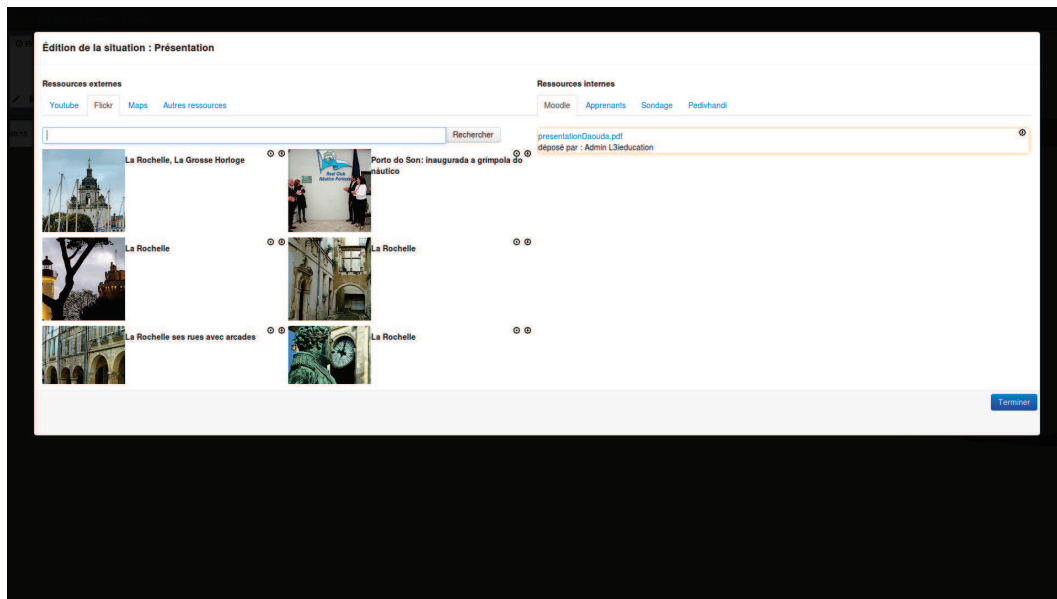 Édition de la situation : Présentation
Ressources externes
Youtube Flickr Maps Autres ressources
Rechercher
La Rochelle, La Grosse Horloge
Porto do Son: inaugurada a grimpola do
náutico
La Rochelle
La Rochelle
La Rochelle ses rues avec arcades
La Rochelle
Ressources internes
Moodle Apprenants Sondage Pedivhandi
presentationDaouda.pdf
déposé par : Admin L3ieducation
Terminer